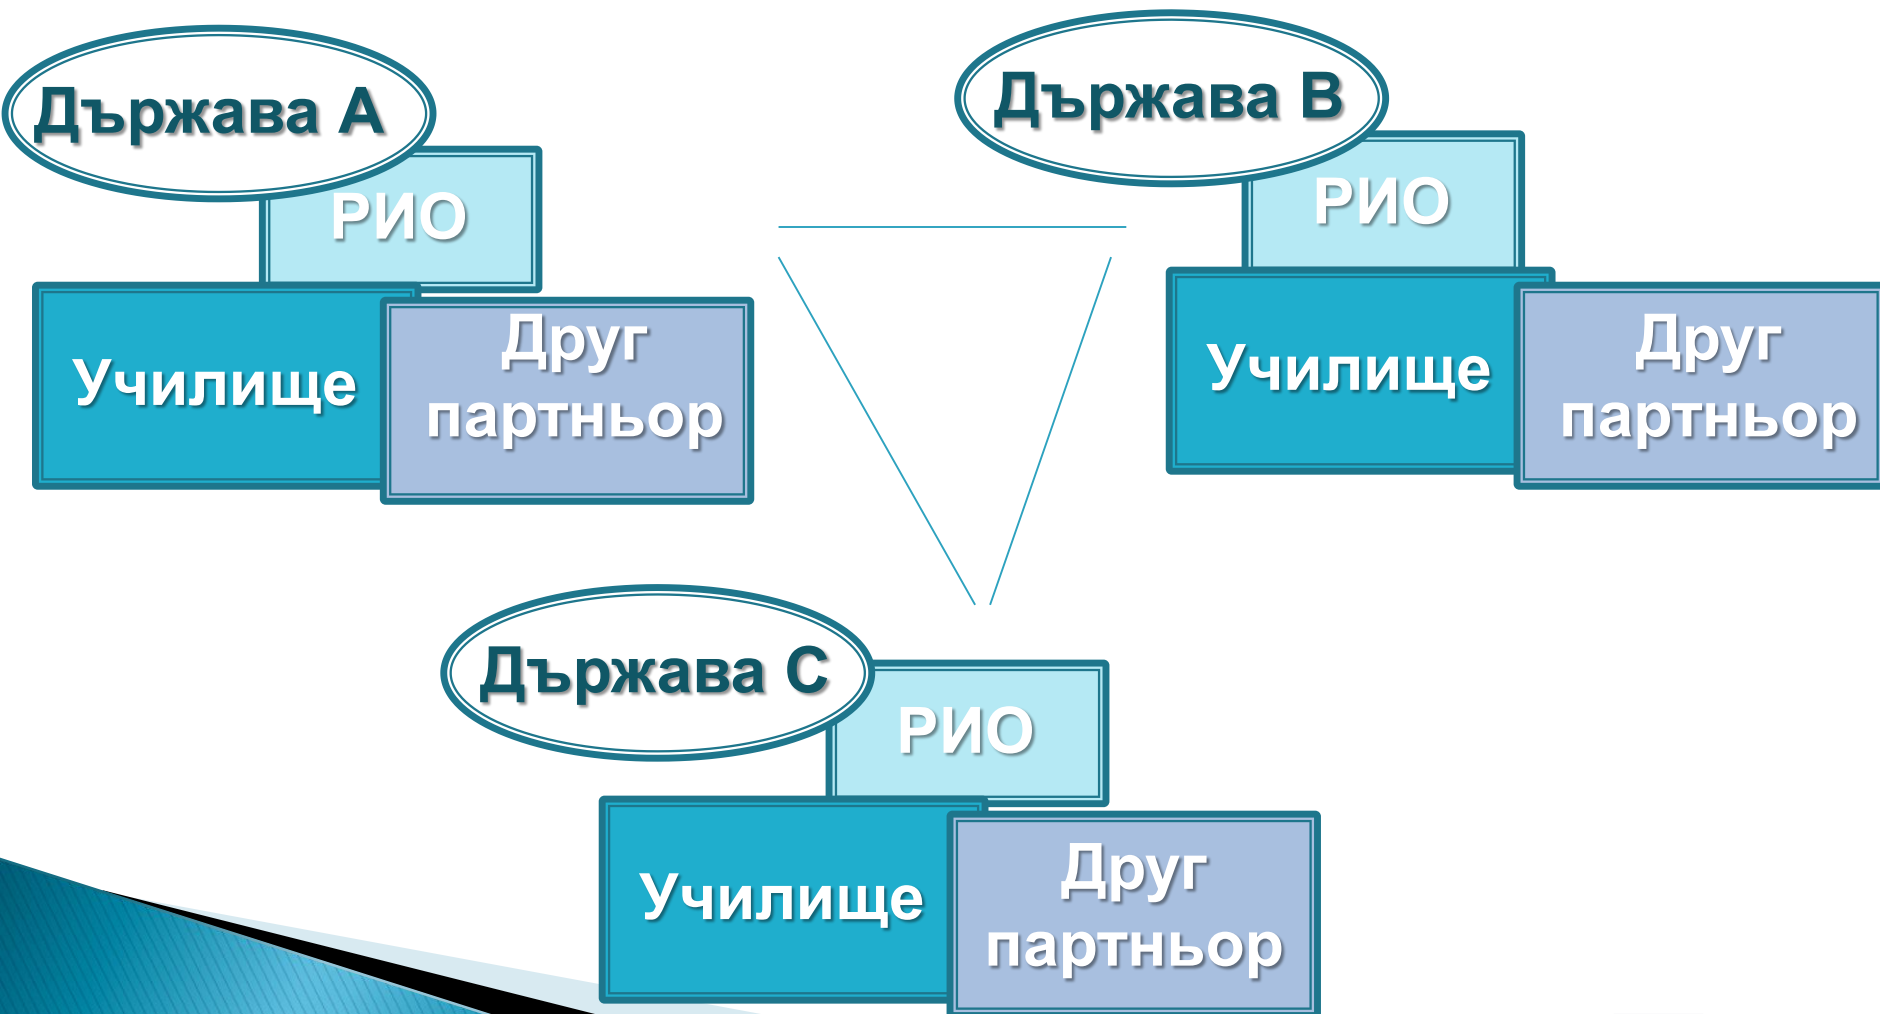 Държава A
РИО
Училище
Друг
партньор
Държава B
РИО
Училище
Друг
партньор
Държава C
РИО
Училище
Друг
партньор